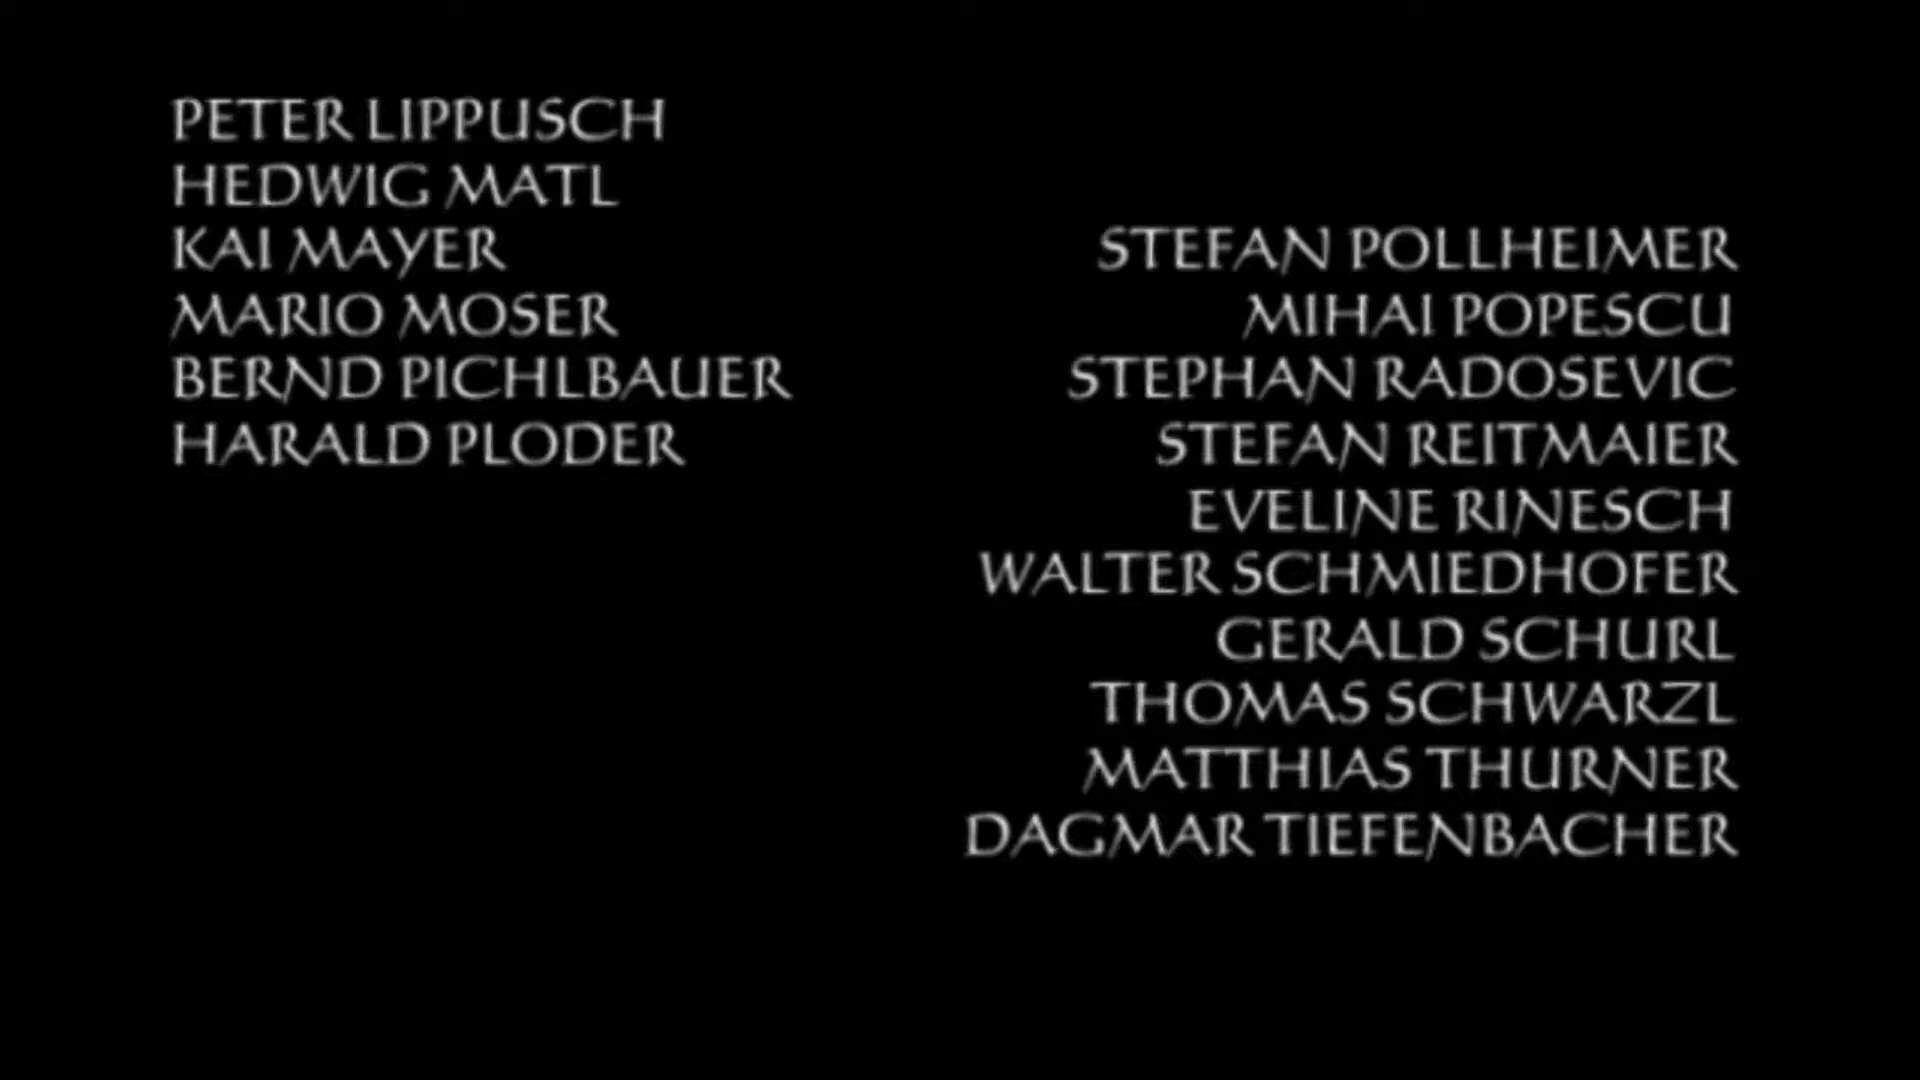 PETER LIPPUSCH
HEDWIG MATL
KAI MAYER
MARIO MOSER
BERND PICHLBAUER
HARALD PLODER
STEFAN POLLHEIMER
MIHAI POPESCU
STEPHAN RADOSEVIC
STEFAN REITMAIER
EVELINE RINESCH
WALTER SCHMIEDHOFER
GERALD SCHURL
THOMAS SCHWARZL
MATTHIAS THURNER
DAGMAR TIEFENBACHER